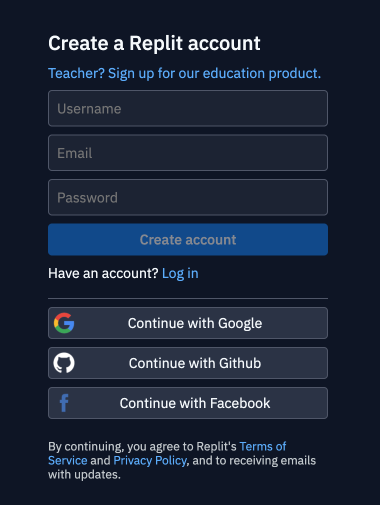 Create a Replit account
Teacher? Sign up for our education product.
Username
Email
Password
Create account
Have an account? Log in
Continue with Google
Continue with Github
Continue with Facebook
By continuing, you agree to Replit's Terms of
Service and Privacy Policy, and to receiving emails
with updates.